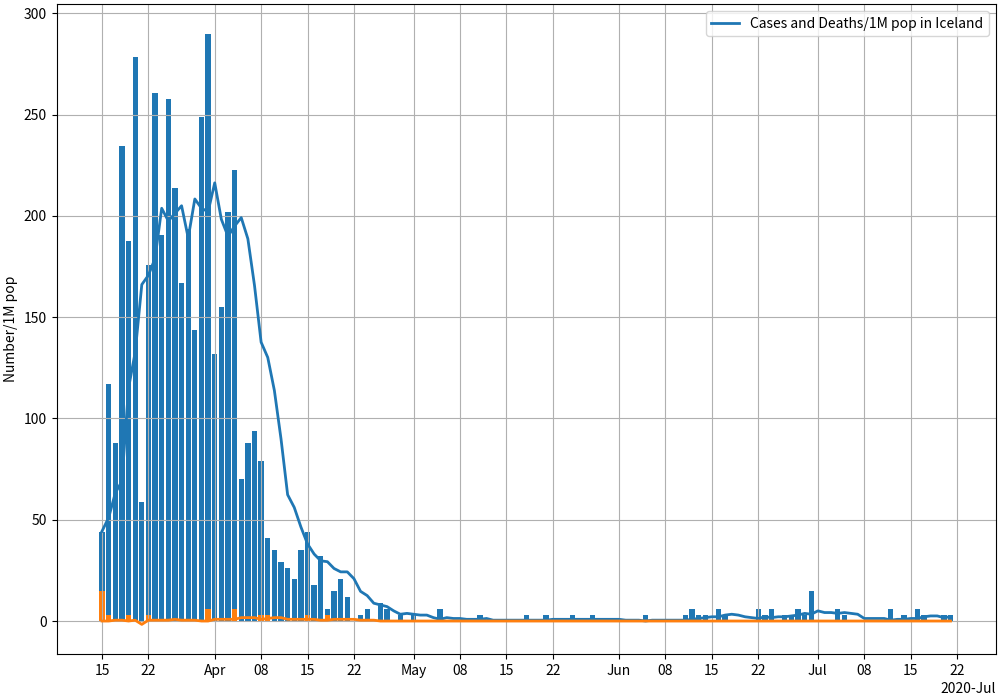 Cases and Deaths/1M pop in Iceland
Number/1M pop
300
250
200
150
100
50
0
15 22 Apr 08 15 22 May 08 15 22 Jun 08 15 22 Jul 08 15 22
2020-Jul